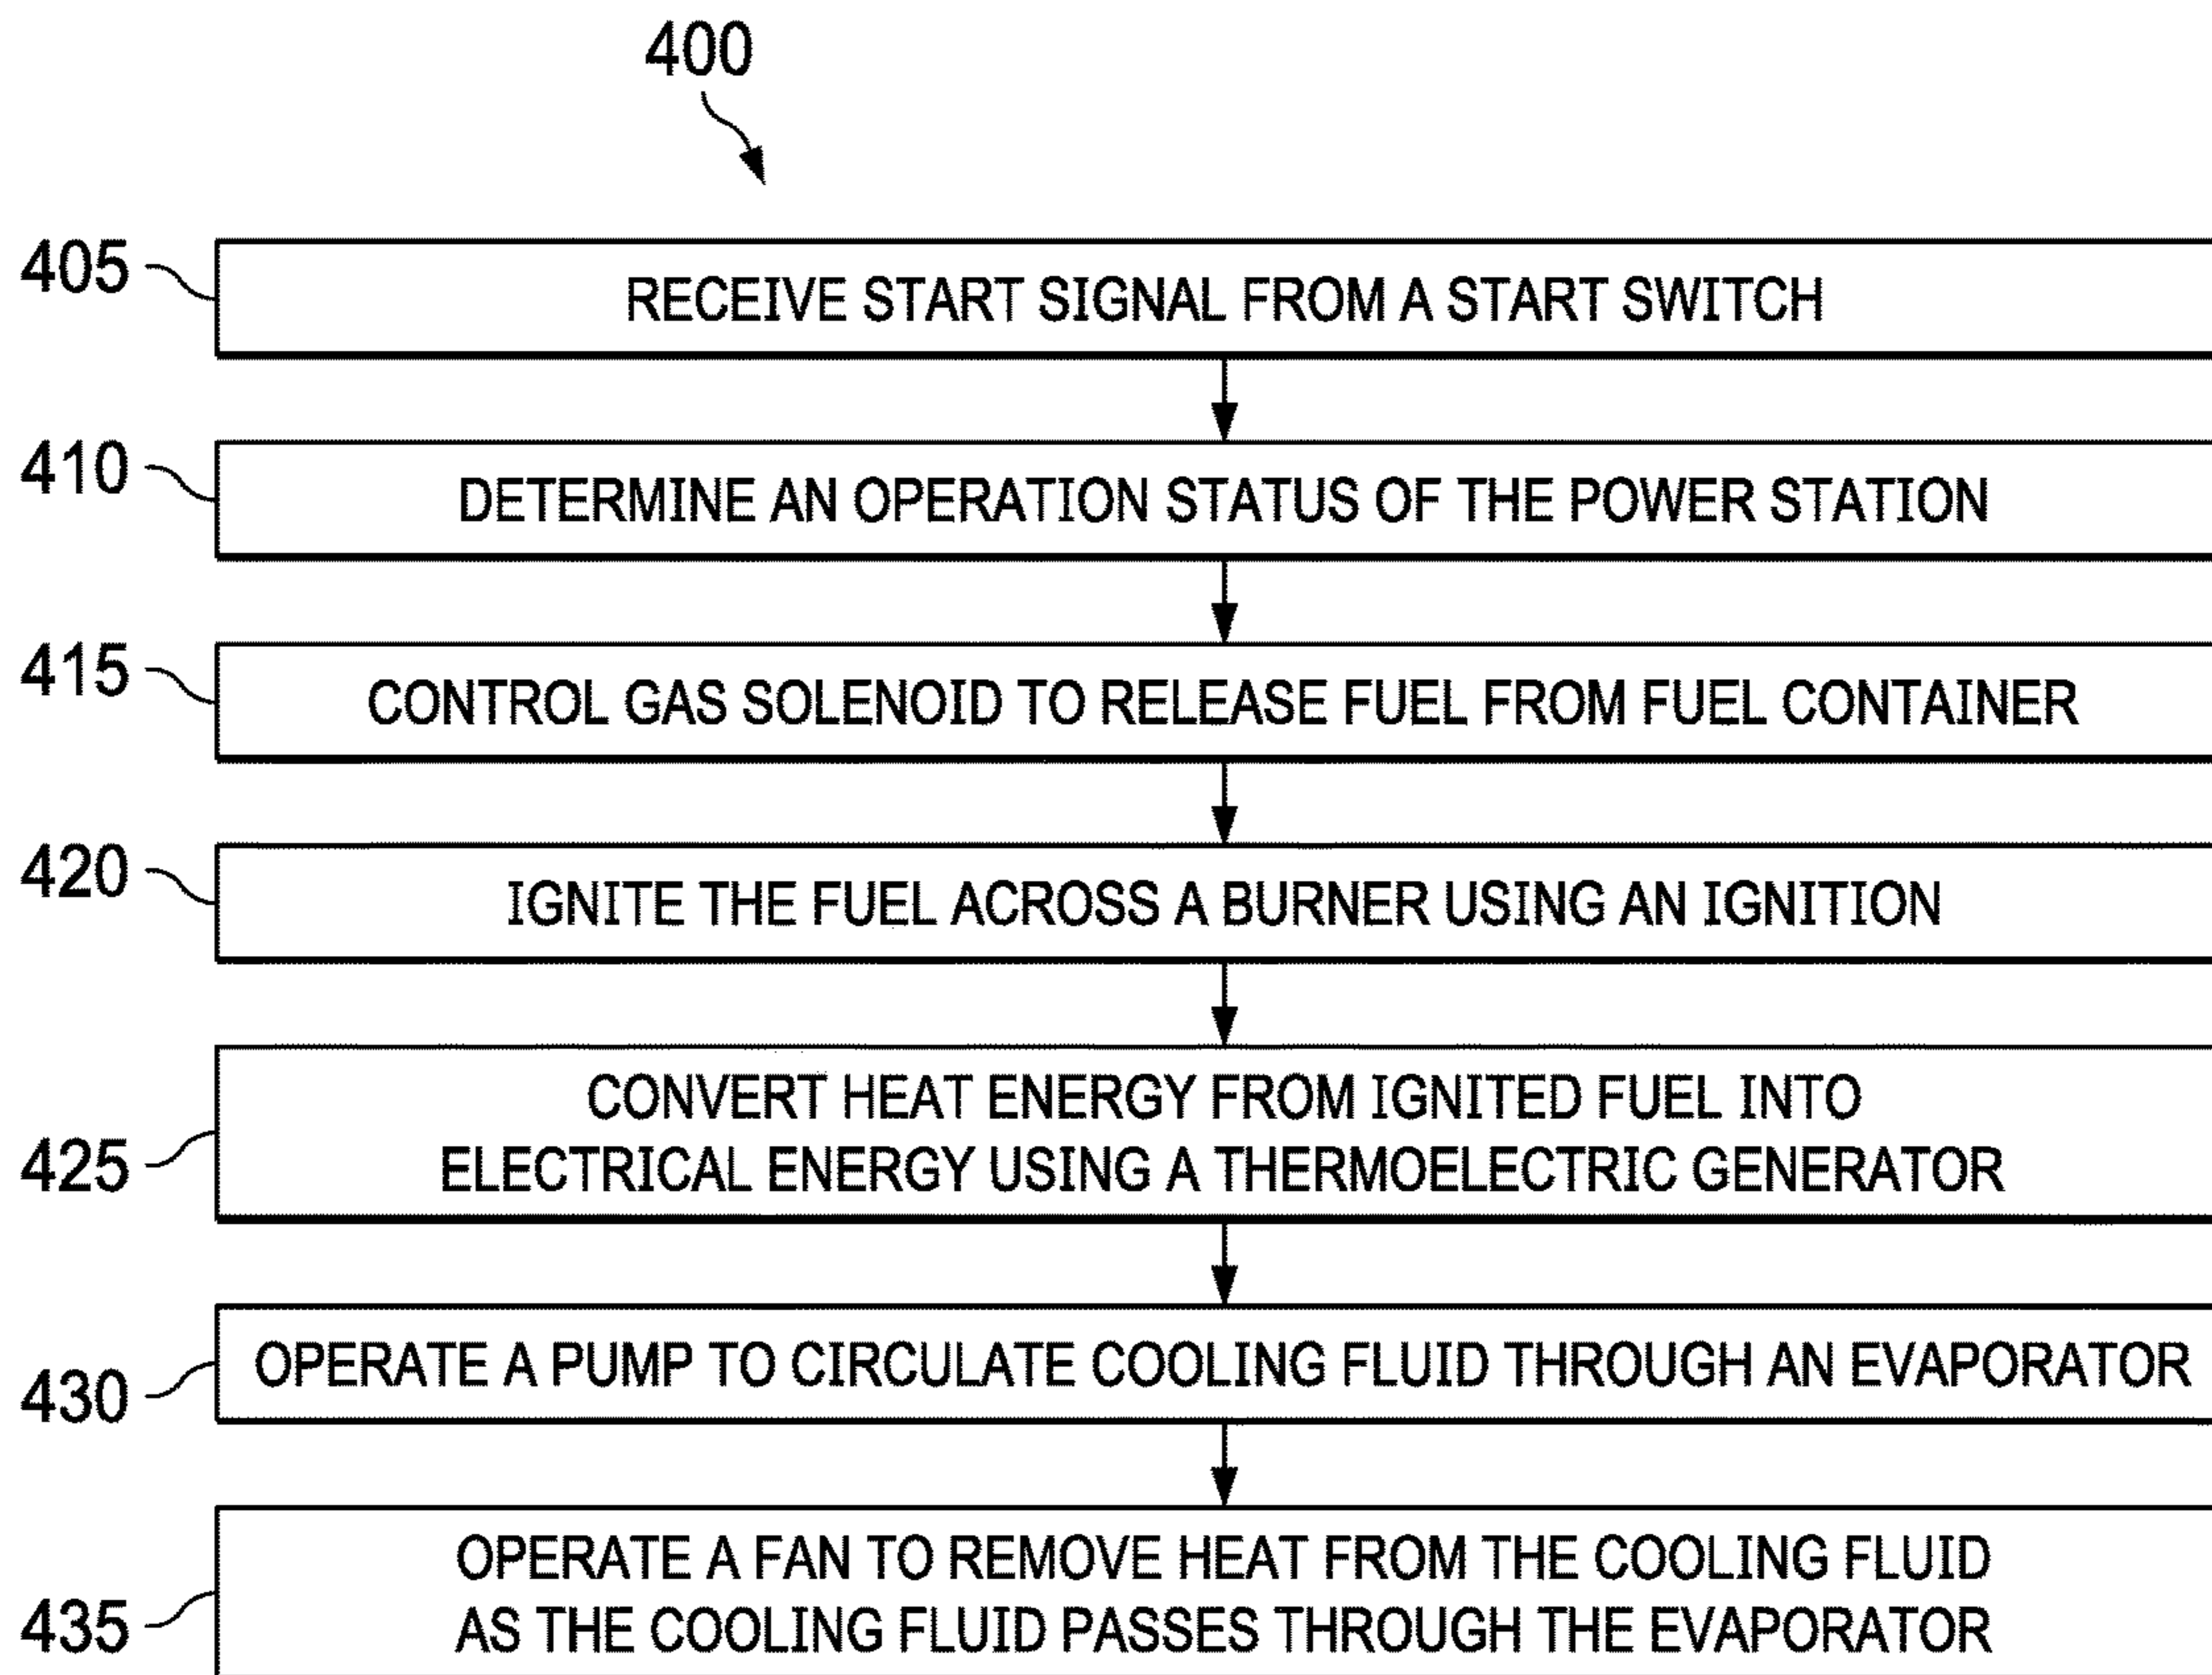 400
405
RECEIVE START SIGNAL FROM A START SWITCH
410
DETERMINE AN OPERATION STATUS OF THE POWER STATION
415
CONTROL GAS SOLENOID TO RELEASE FUEL FROM FUEL CONTAINER
420
IGNITE THE FUEL ACROSS A BURNER USING AN IGNITION
425
CONVERT HEAT ENERGY FROM IGNITED FUEL INTO
ELECTRICAL ENERGY USING A THERMOELECTRIC GENERATOR
430
OPERATE A PUMP TO CIRCULATE COOLING FLUID THROUGH AN EVAPORATOR
435
OPERATE A FAN TO REMOVE HEAT FROM THE COOLING FLUID
AS THE COOLING FLUID PASSES THROUGH THE EVAPORATOR